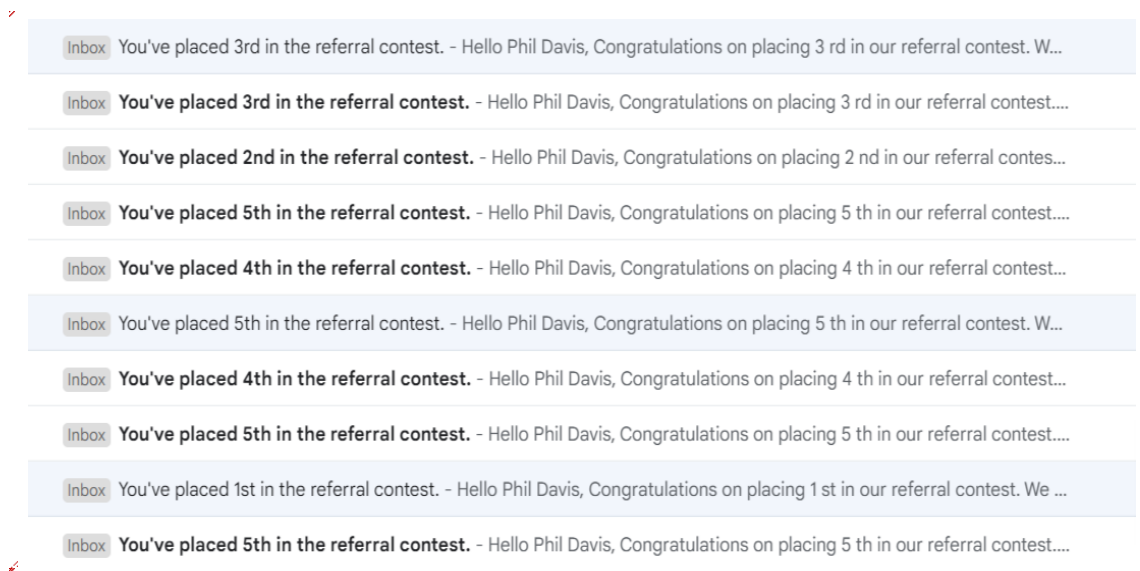 Inbox You've placed 3rd in the referral contest. - Hello Phil Davis, Congratulations on placing 3 rd in our referral contest. W...
Inbox You've placed 3rd in the referral contest. - Hello Phil Davis, Congratulations on placing 3 rd in our referral contest....
Inbox You've placed 2nd in the referral contest. - Hello Phil Davis, Congratulations on placing 2 nd in our referral contes...
Inbox You've placed 5th in the referral contest. - Hello Phil Davis, Congratulations on placing 5 th in our referral contest....
Inbox You've placed 4th in the referral contest. - Hello Phil Davis, Congratulations on placing 4 th in our referral contest...
Inbox You've placed 5th in the referral contest. - Hello Phil Davis, Congratulations on placing 5 th in our referral contest. W...
Inbox You've placed 4th in the referral contest. - Hello Phil Davis, Congratulations on placing 4 th in our referral contest...
Inbox You've placed 5th in the referral contest. - Hello Phil Davis, Congratulations on placing 5 th in our referral contest....
Inbox You've placed 1st in the referral contest. - Hello Phil Davis, Congratulations on placing 1 st in our referral contest. We ...
Inbox You've placed 5th in the referral contest. - Hello Phil Davis, Congratulations on placing 5 th in our referral contest....